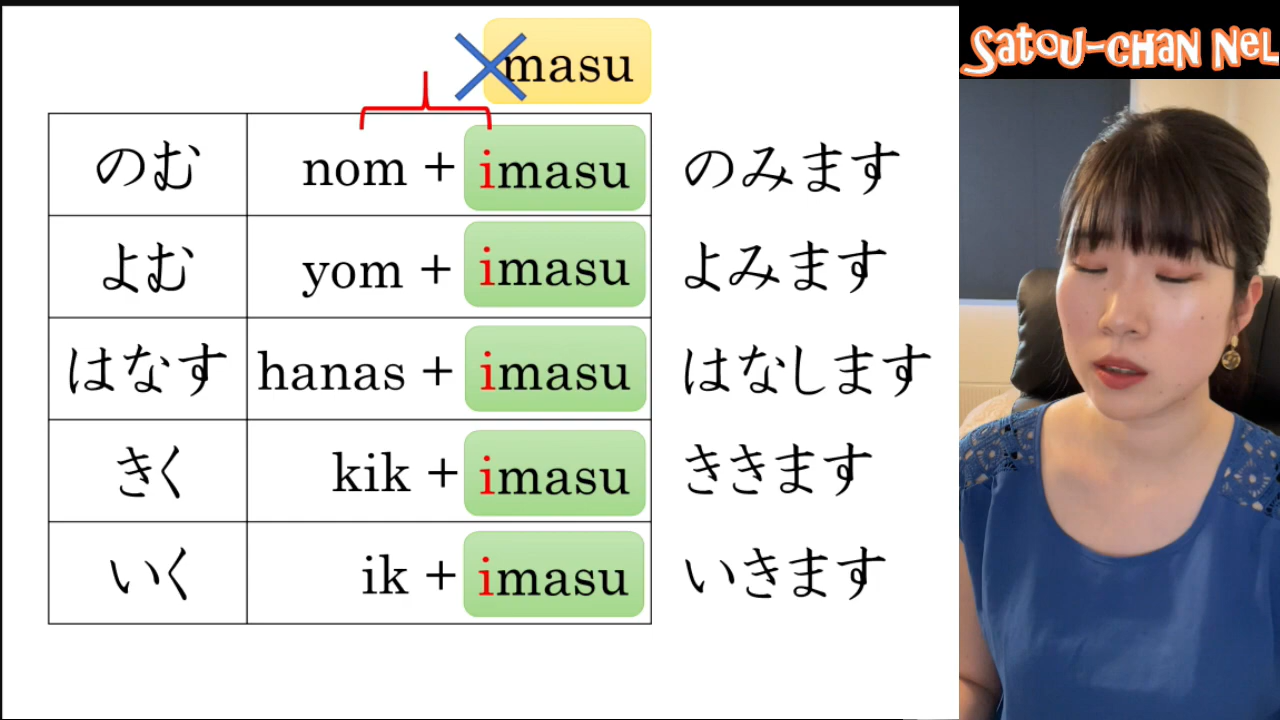 masu
のむ nom + imasu のみます
よむ yom + imasu よみます
はなす hanas + imasu はなします
きく kik + imasu ききます
いく ik + imasu いきます
Satou-chan Nel